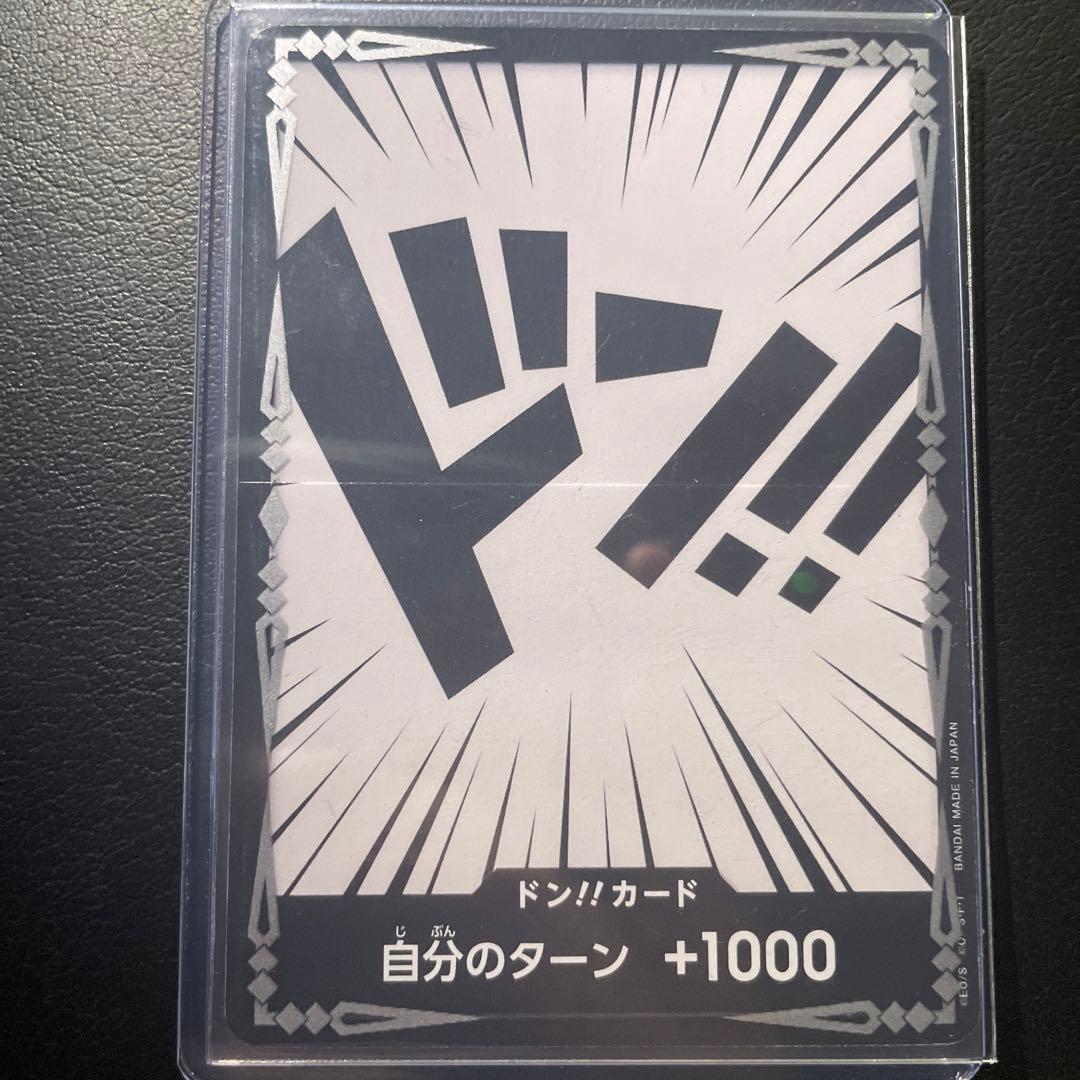 ドン!!
ドン!!カード
じ ぶん
自分のターン +1000
BANDAI MADE IN JAPAN
©E.O/S